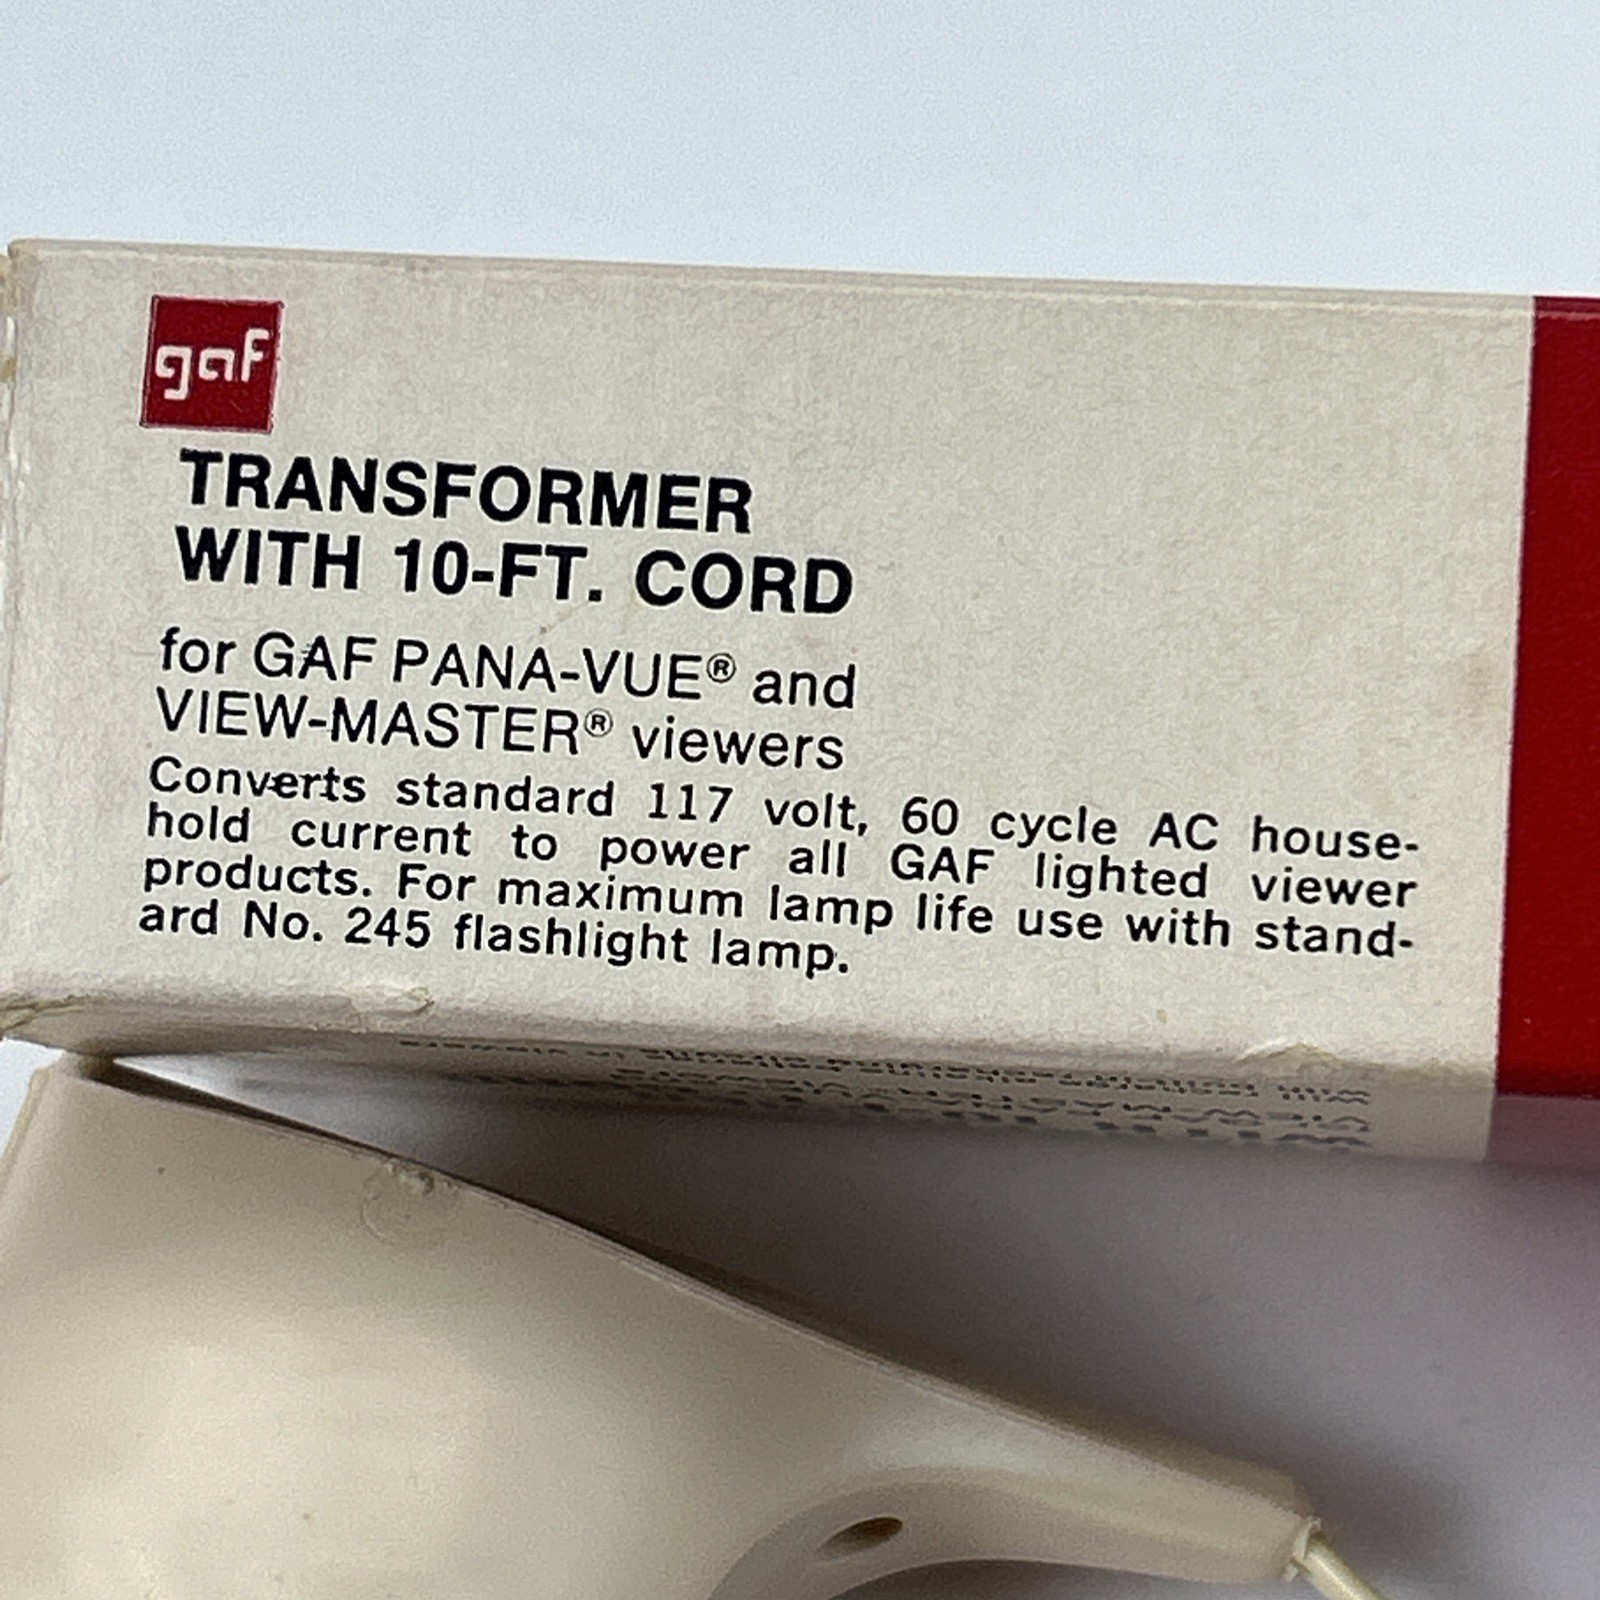 gaf
TRANSFORMER
WITH 10-FT. CORD
for GAF PANA-VUE® and
VIEW-MASTER® viewers
Converts standard 117 volt, 60 cycle AC house-
hold current to power all GAF lighted viewer
products. For maximum lamp life use with stand-
ard No. 245 flashlight lamp.